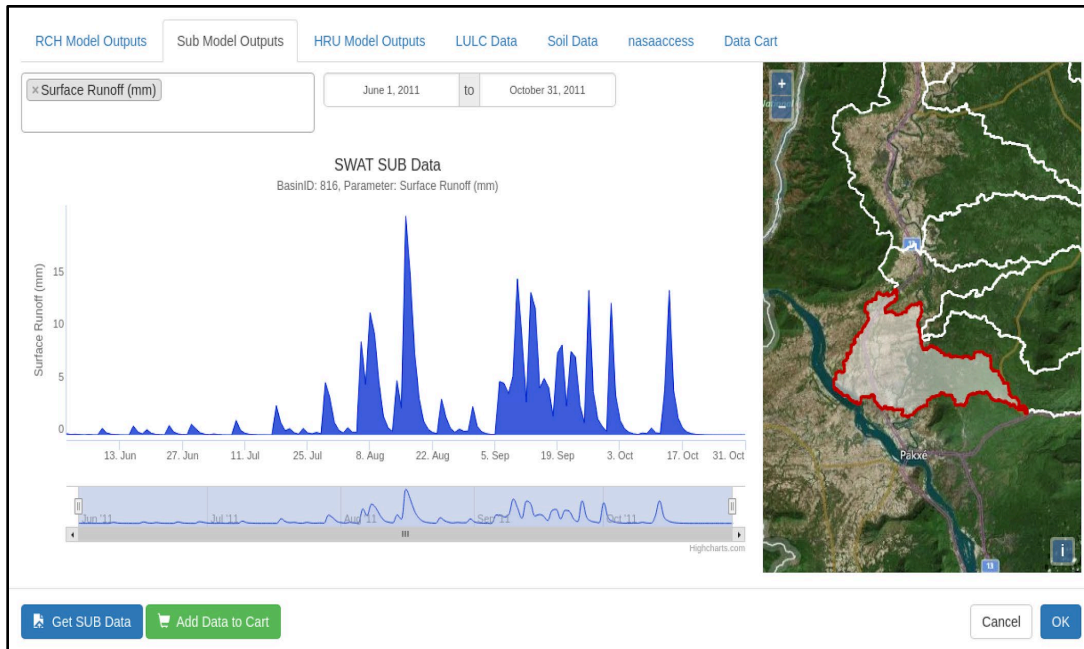 RCH Model Outputs
Sub Model Outputs
HRU Model Outputs
LULC Data
Soil Data
nasaaccess
Data Cart
× Surface Runoff (mm)
June 1, 2011 to October 31, 2011
SWAT SUB Data
BasinID: 816, Parameter: Surface Runoff (mm)
Surface Runoff (mm)
15
10
5
0
13. Jun 27. Jun 11. Jul 25. Jul 8. Aug 22. Aug 5. Sep 19. Sep 3. Oct 17. Oct 31. Oct
Jun '11 Jul '11 Aug '11 Sep '11 Oct '11
Highcharts.com
+
−
Pakxé
13
i
Get SUB Data
Add Data to Cart
Cancel
OK